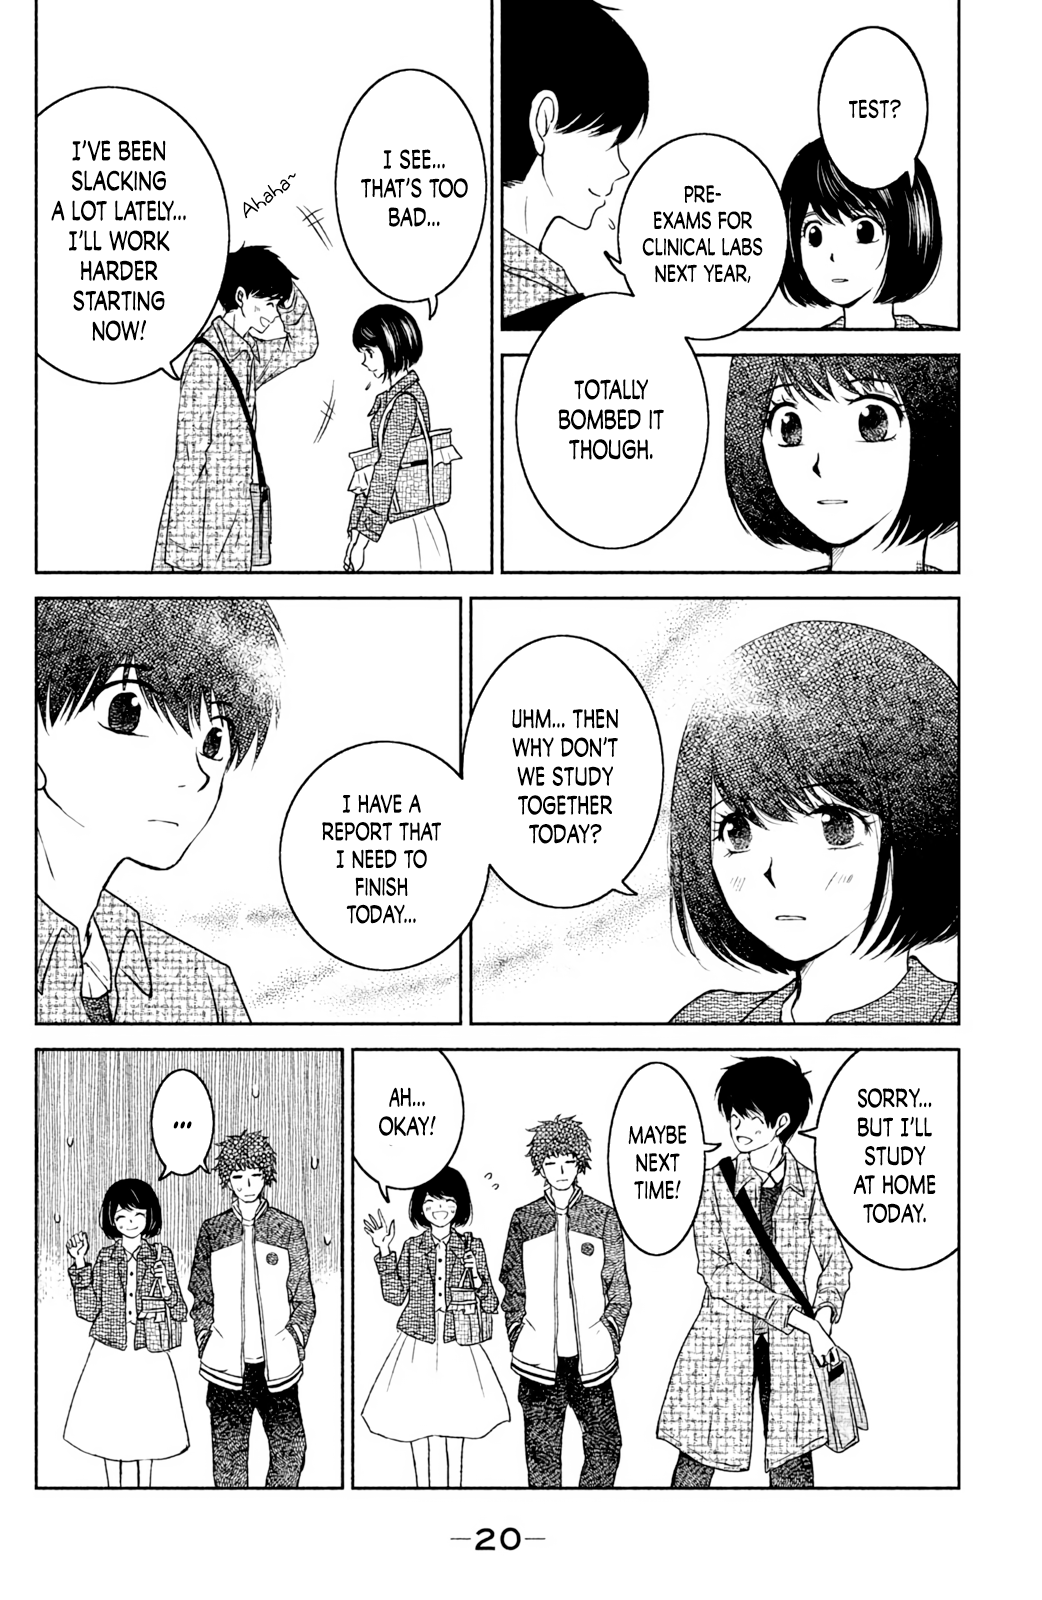 TEST?
PRE-
EXAMS FOR
CLINICAL LABS
NEXT YEAR,
TOTALLY
BOMBED IT
THOUGH.
I SEE...
THAT'S TOO
BAD...
Ahaha~
I'VE BEEN
SLACKING
A LOT LATELY...
I'LL WORK
HARDER
STARTING
NOW!
UHM... THEN
WHY DON'T
WE STUDY
TOGETHER
TODAY?
I HAVE A
REPORT THAT
I NEED TO
FINISH
TODAY...
SORRY...
BUT I'LL
STUDY
AT HOME
TODAY.
MAYBE
NEXT
TIME!
AH...
OKAY!
...
—20—